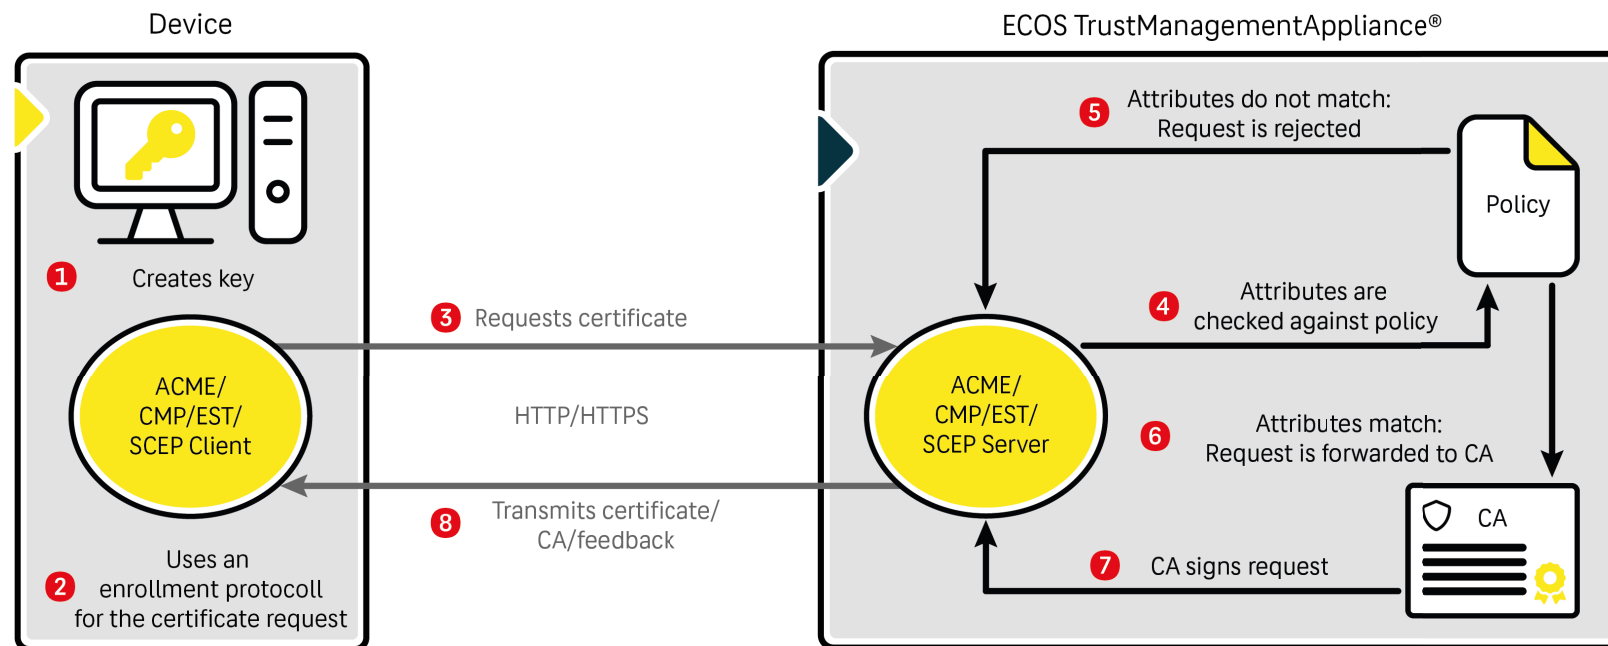 Device
ECOS TrustManagementAppliance®
1
Creates key
ACME/
CMP/EST/
SCEP Client
2
Uses an
enrollment protocoll
for the certificate request
3 Requests certificate
HTTP/HTTPS
8
Transmits certificate/
CA/feedback
ACME/
CMP/EST/
SCEP Server
5
Attributes do not match:
Request is rejected
Policy
4
Attributes are
checked against policy
6
Attributes match:
Request is forwarded to CA
CA
7 CA signs request